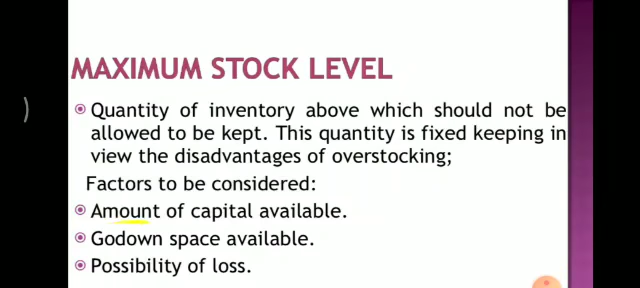 MAXIMUM STOCK LEVEL
Quantity of inventory above which should not be
allowed to be kept. This quantity is fixed keeping in
view the disadvantages of overstocking;
Factors to be considered:
Amount of capital available.
Godown space available.
Possibility of loss.